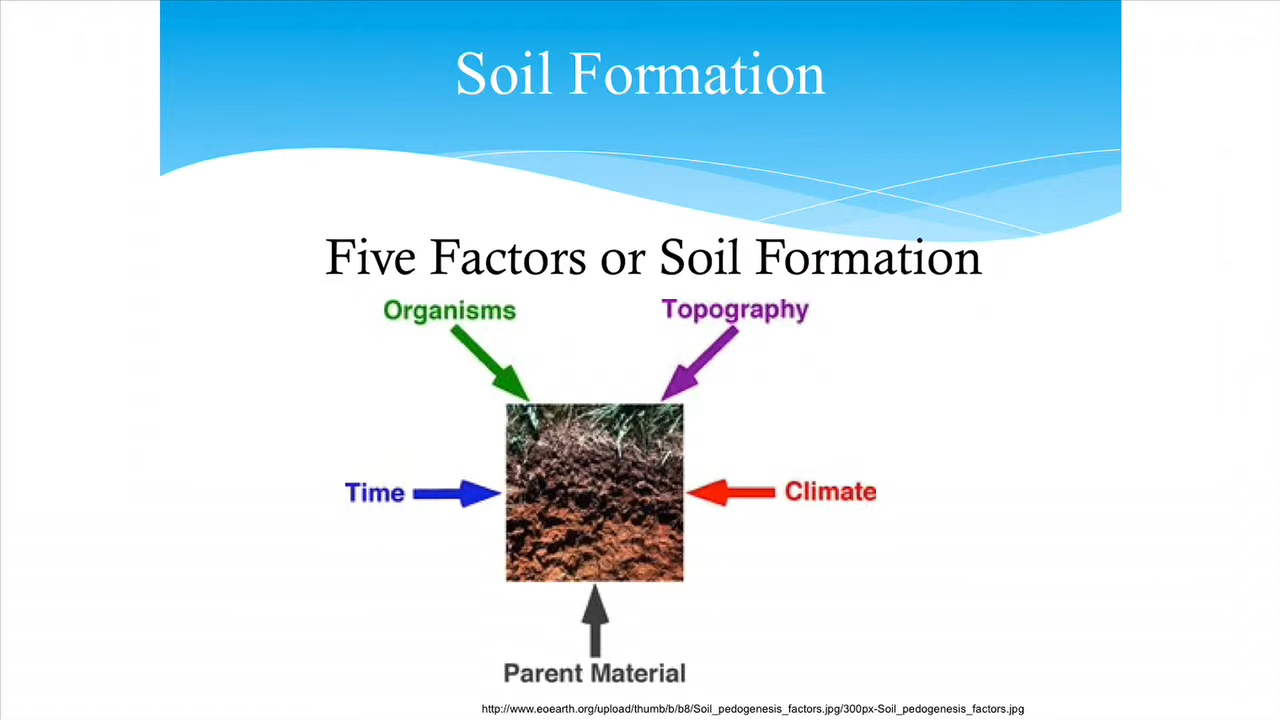 Soil Formation
Five Factors or Soil Formation
Organisms
Topography
Time
Climate
Parent Material
http://www.eoearth.org/upload/thumb/b/b8/Soil_pedogenesis_factors.jpg/300px-Soil_pedogenesis_factors.jpg